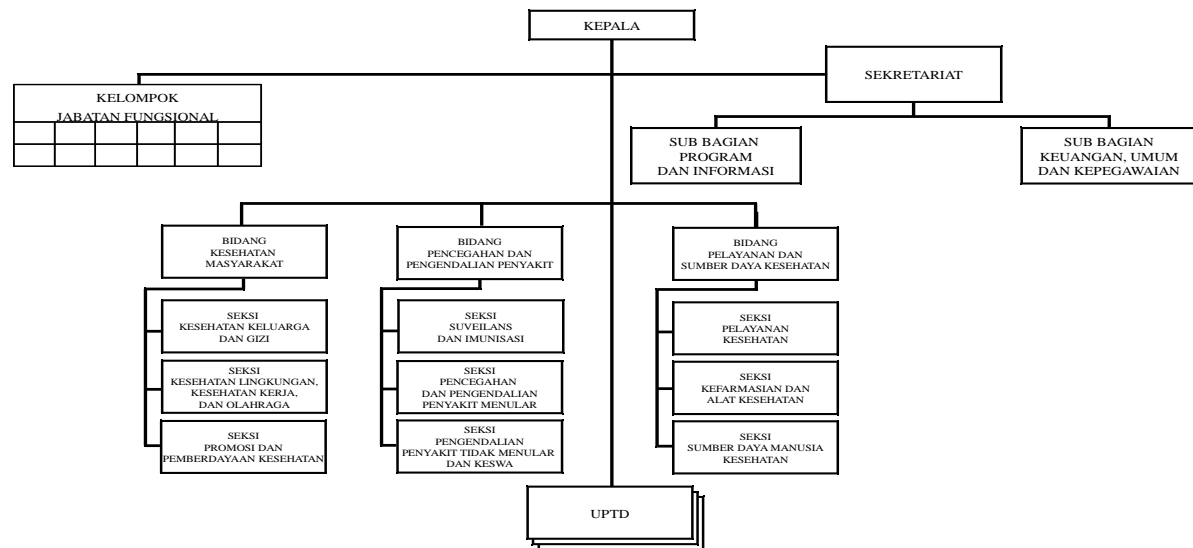 KEPALA
SEKRETARIAT
KELOMPOK
JABATAN FUNGSIONAL
SUB BAGIAN
PROGRAM
DAN INFORMASI
SUB BAGIAN
KEUANGAN, UMUM
DAN KEPEGAWAIAN
BIDANG
KESEHATAN
MASYARAKAT
BIDANG
PENCEGAHAN DAN
PENGENDALIAN PENYAKIT
BIDANG
PELAYANAN DAN
SUMBER DAYA KESEHATAN
SEKSI
KESEHATAN KELUARGA
DAN GIZI
SEKSI
SUVEILANS
DAN IMUNISASI
SEKSI
PELAYANAN
KESEHATAN
SEKSI
KESEHATAN LINGKUNGAN,
KESEHATAN KERJA,
DAN OLAHRAGA
SEKSI
PENCEGAHAN
DAN PENGENDALIAN
PENYAKIT MENULAR
SEKSI
KEFARMASIAN DAN
ALAT KESEHATAN
SEKSI
PROMOSI DAN
PEMBERDAYAAN KESEHATAN
SEKSI
PENGENDALIAN
PENYAKIT TIDAK MENULAR
DAN KESWA
SEKSI
SUMBER DAYA MANUSIA
KESEHATAN
UPTD